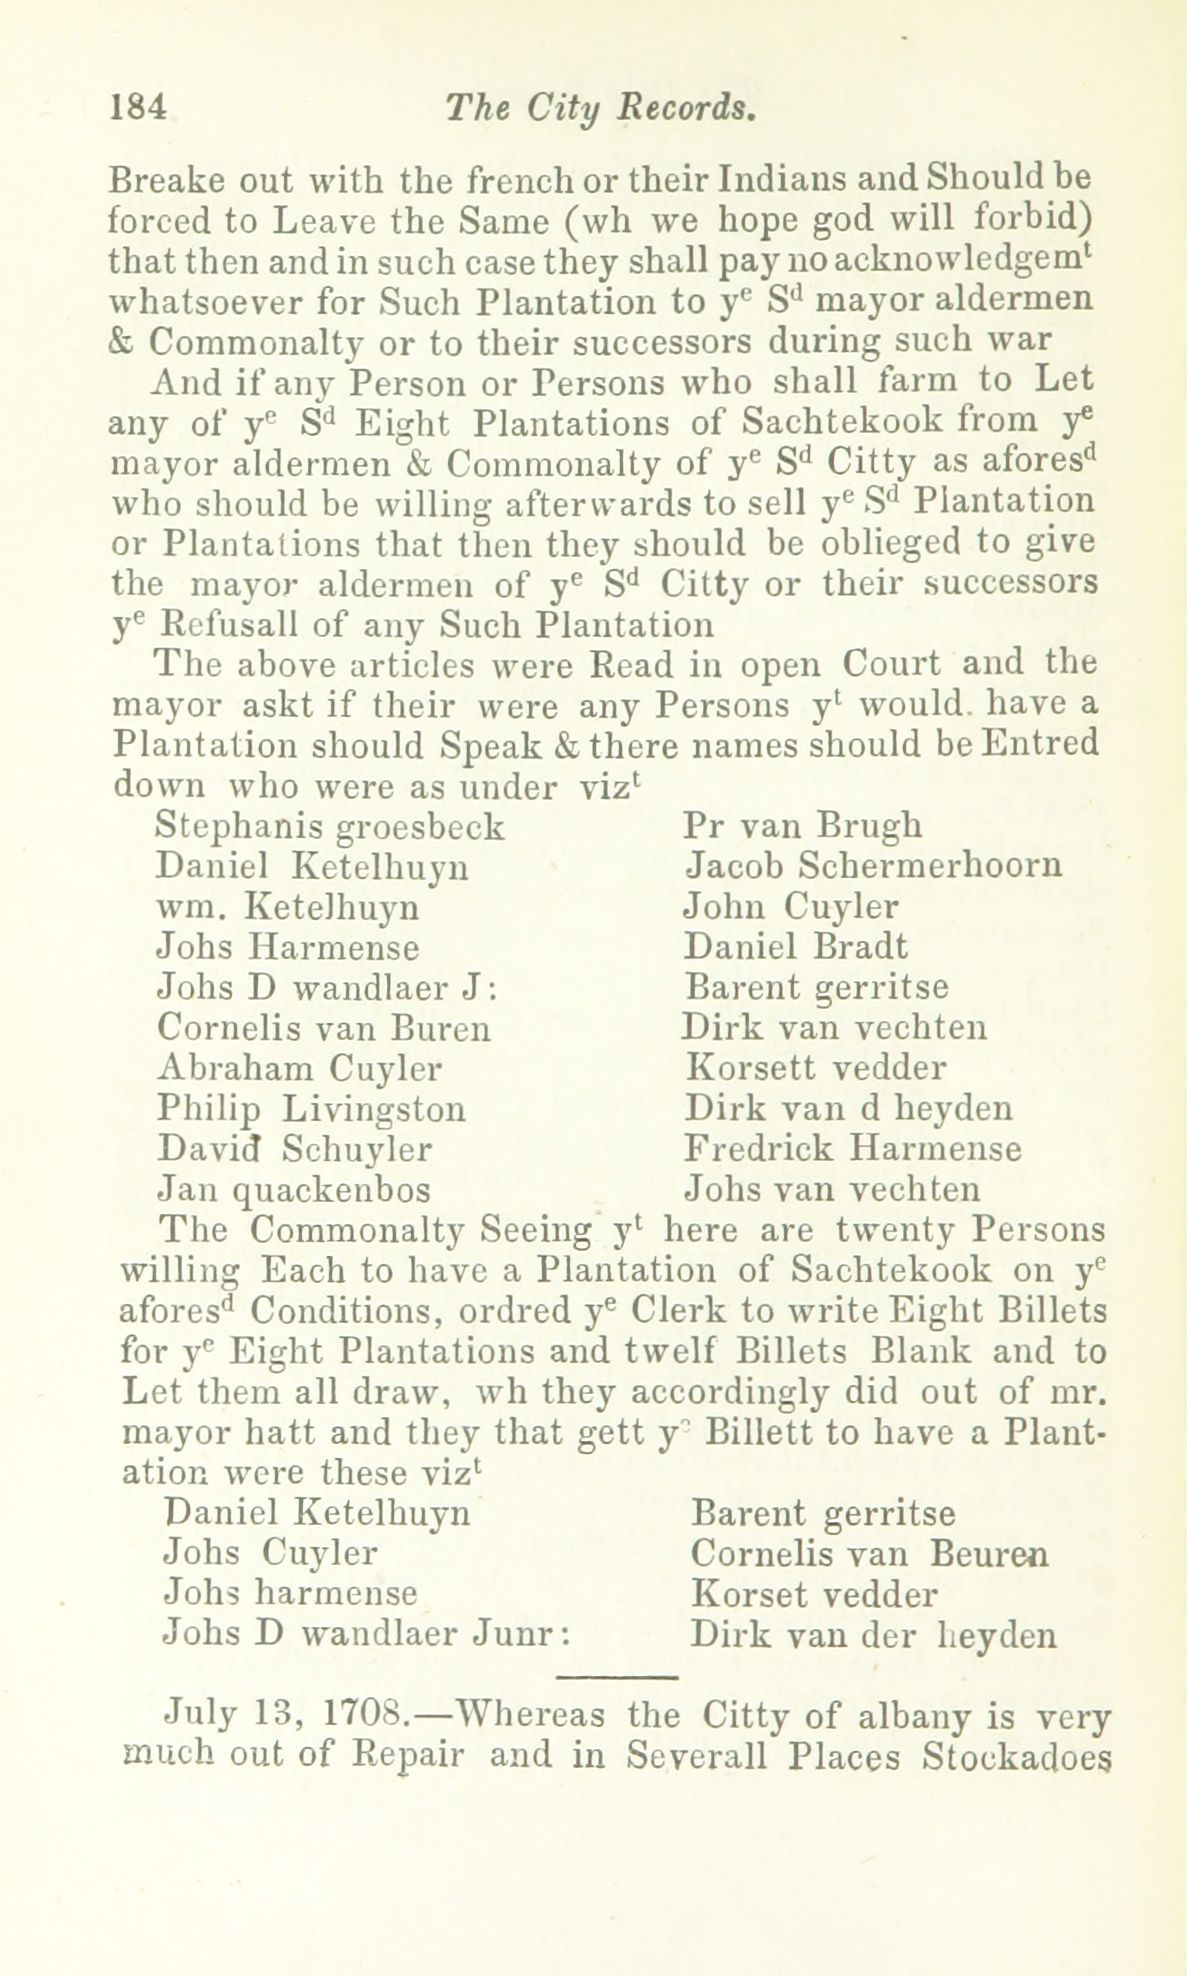 184 The City Records.
Breake out with the french or their Indians and Should be
forced to Leave the Same (wh we hope god will forbid)
that then and in such case they shall pay no acknowledgemᵗ
whatsoever for Such Plantation to yᵉ Sᵈ mayor aldermen
& Commonalty or to their successors during such war
And if any Person or Persons who shall farm to Let
any of yᵉ Sᵈ Eight Plantations of Sachtekook from yᵉ
mayor aldermen & Commonalty of yᵉ Sᵈ Citty as aforesᵈ
who should be willing afterwards to sell yᵉ Sᵈ Plantation
or Plantations that then they should be oblieged to give
the mayor aldermen of yᵉ Sᵈ Citty or their successors
yᵉ Refusall of any Such Plantation
The above articles were Read in open Court and the
mayor askt if their were any Persons yᵗ would. have a
Plantation should Speak & there names should be Entred
down who were as under vizᵗ
Stephanis groesbeck Pr van Brugh
Daniel Ketelhuyn Jacob Schermerhoorn
wm. Ketelhuyn John Cuyler
Johs Harmense Daniel Bradt
Johs D wandlaer J: Barent gerritse
Cornelis van Buren Dirk van vechten
Abraham Cuyler Korsett vedder
Philip Livingston Dirk van d heyden
David Schuyler Fredrick Harmense
Jan quackenbos Johs van vechten
The Commonalty Seeing yᵗ here are twenty Persons
willing Each to have a Plantation of Sachtekook on yᵉ
aforesᵈ Conditions, ordred yᵉ Clerk to write Eight Billets
for yᵉ Eight Plantations and twelf Billets Blank and to
Let them all draw, wh they accordingly did out of mr.
mayor hatt and they that gett yᵉ Billett to have a Plant-
ation were these vizᵗ
Daniel Ketelhuyn Barent gerritse
Johs Cuyler Cornelis van Beuren
Johs harmense Korset vedder
Johs D wandlaer Junr: Dirk van der heyden
July 13, 1708.—Whereas the Citty of albany is very
much out of Repair and in Severall Places Stockadoes